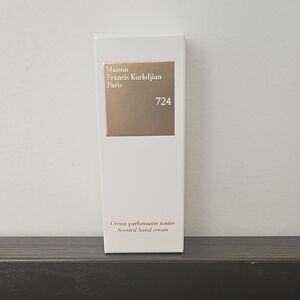 Maison
Francis Kurkdjian
Paris
724
Crème parfumante mains
Scented hand cream